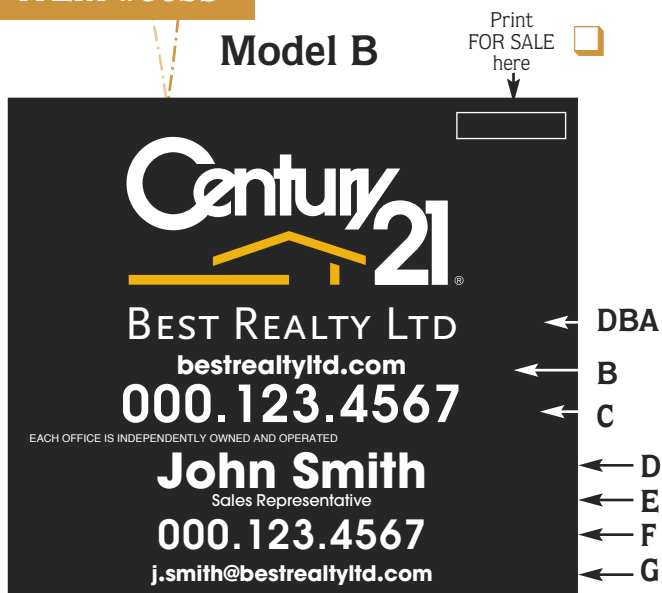 Model B
Print
FOR SALE
here
Century
21
®
BEST REALTY LTD
DBA
bestrealtyltd.com
B
000.123.4567
C
EACH OFFICE IS INDEPENDENTLY OWNED AND OPERATED
John Smith
D
Sales Representative
E
000.123.4567
F
j.smith@bestrealtyltd.com
G